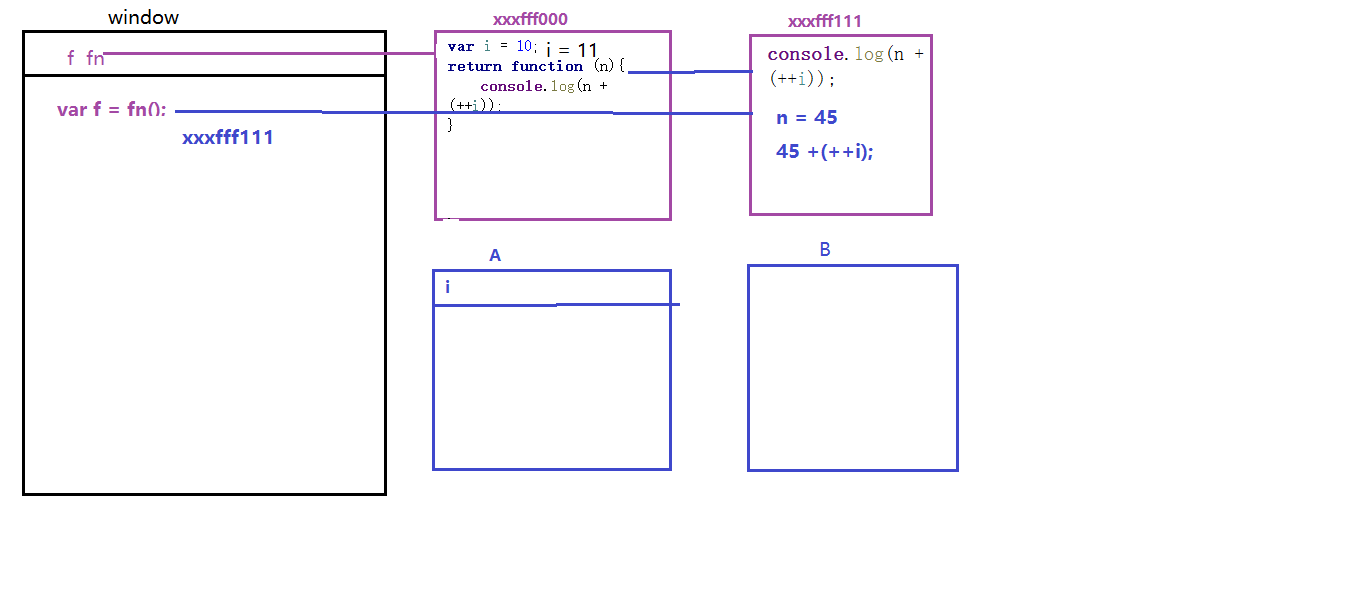 window
f fn
var f = fn():
xxxfff111
xxxfff000
var i = 10; i = 11
return function (n){
console.log(n +
(++i));
}
xxxfff111
console.log(n +
(++i));
n = 45
45 +(++i);
A
i
B